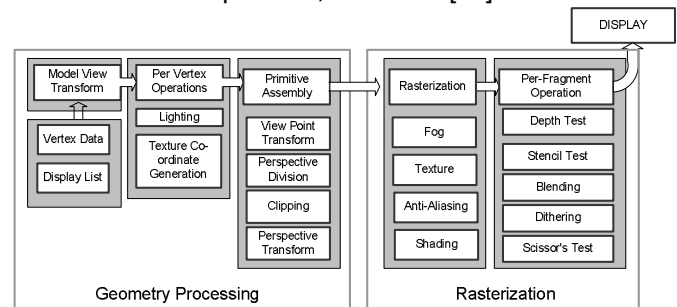 DISPLAY
Model View
Transform
Vertex Data
Display List
Per Vertex
Operations
Lighting
Texture Co-
ordinate
Generation
Primitive
Assembly
View Point
Transform
Perspective
Division
Clipping
Perspective
Transform
Geometry Processing
Rasterization
Fog
Texture
Anti-Aliasing
Shading
Per-Fragment
Operation
Depth Test
Stencil Test
Blending
Dithering
Scissor's Test
Rasterization